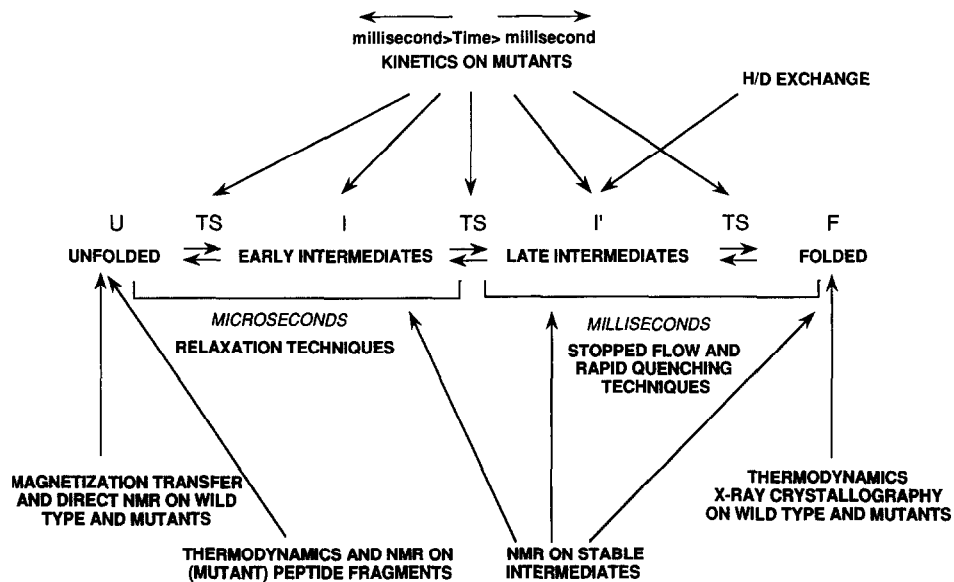 millisecond>Time> millisecond
KINETICS ON MUTANTS
H/D EXCHANGE
U TS I TS I' TS F
UNFOLDED EARLY INTERMEDIATES LATE INTERMEDIATES FOLDED
MICROSECONDS
RELAXATION TECHNIQUES
MILLISECONDS
STOPPED FLOW AND
RAPID QUENCHING
TECHNIQUES
MAGNETIZATION TRANSFER
AND DIRECT NMR ON WILD
TYPE AND MUTANTS
THERMODYNAMICS
X-RAY CRYSTALLOGRAPHY
ON WILD TYPE AND MUTANTS
THERMODYNAMICS AND NMR ON
(MUTANT) PEPTIDE FRAGMENTS
NMR ON STABLE
INTERMEDIATES